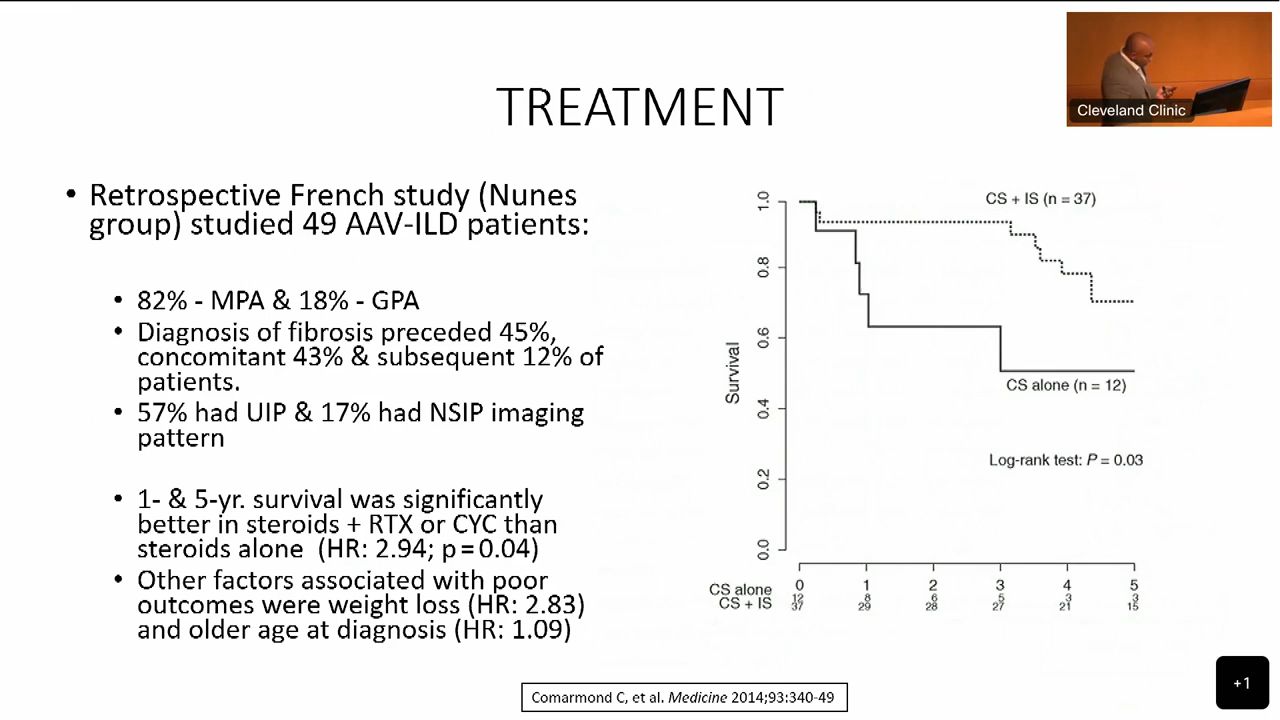 Cleveland Clinic
TREATMENT
• Retrospective French study (Nunes
group) studied 49 AAV-ILD patients:
• 82% - MPA & 18% - GPA
• Diagnosis of fibrosis preceded 45%,
concomitant 43% & subsequent 12% of
patients.
• 57% had UIP & 17% had NSIP imaging
pattern
• 1- & 5-yr. survival was significantly
better in steroids + RTX or CYC than
steroids alone (HR: 2.94; p = 0.04)
• Other factors associated with poor
outcomes were weight loss (HR: 2.83)
and older age at diagnosis (HR: 1.09)
CS + IS (n = 37)
CS alone (n = 12)
Log-rank test: P = 0.03
Survival
1.0
0.8
0.6
0.4
0.2
0.0
0 1 2 3 4 5
CS alone 12 8 6 5 3 3
CS + IS 37 29 28 27 21 15
Comarmond C, et al. Medicine 2014;93:340-49
+1